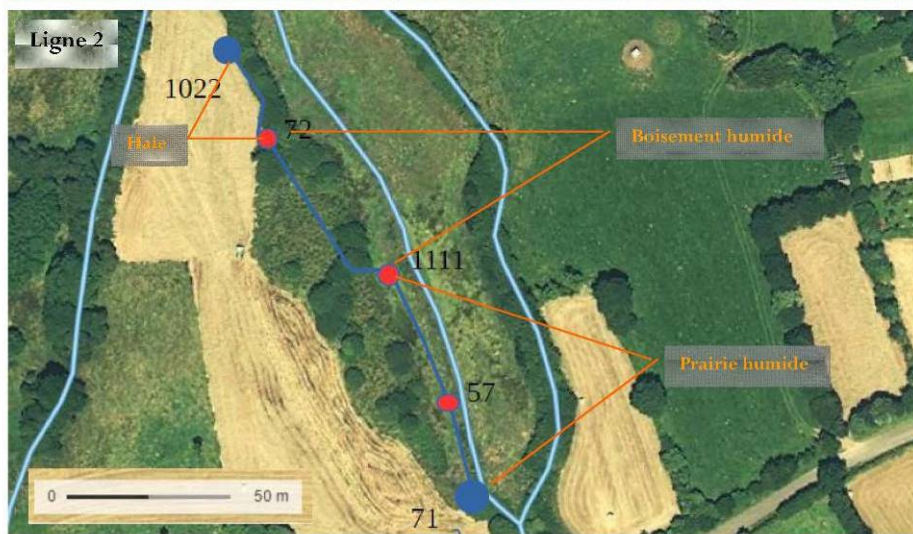 Ligne 2
1022
72
Haie
Boisement humide
1111
Prairie humide
57
0 50 m
71